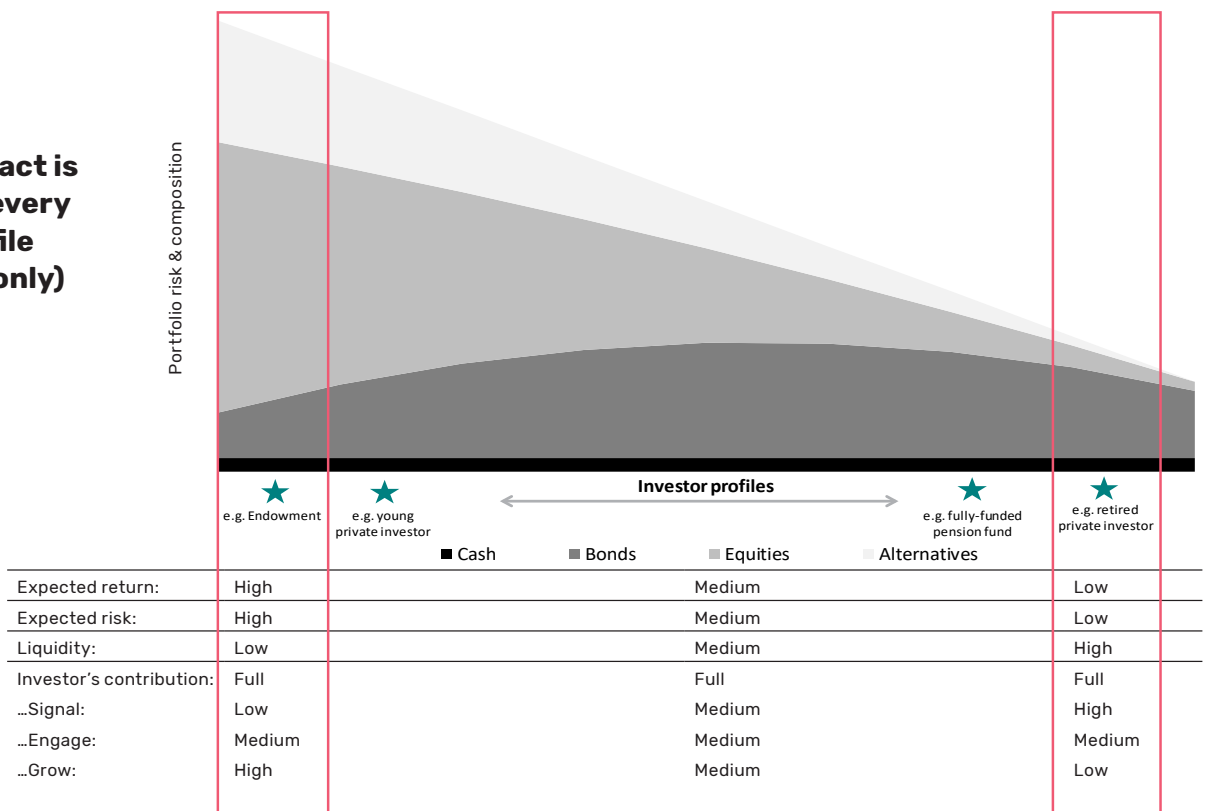 act is
every
file
only)
Portfolio risk & composition
Investor profiles
e.g. Endowment
e.g. young
private investor
e.g. fully-funded
pension fund
e.g. retired
private investor
Cash Bonds Equities Alternatives
Expected return: High Medium Low
Expected risk: High Medium Low
Liquidity: Low Medium High
Investor's contribution: Full Full Full
...Signal: Low Medium High
...Engage: Medium Medium Medium
...Grow: High Medium Low